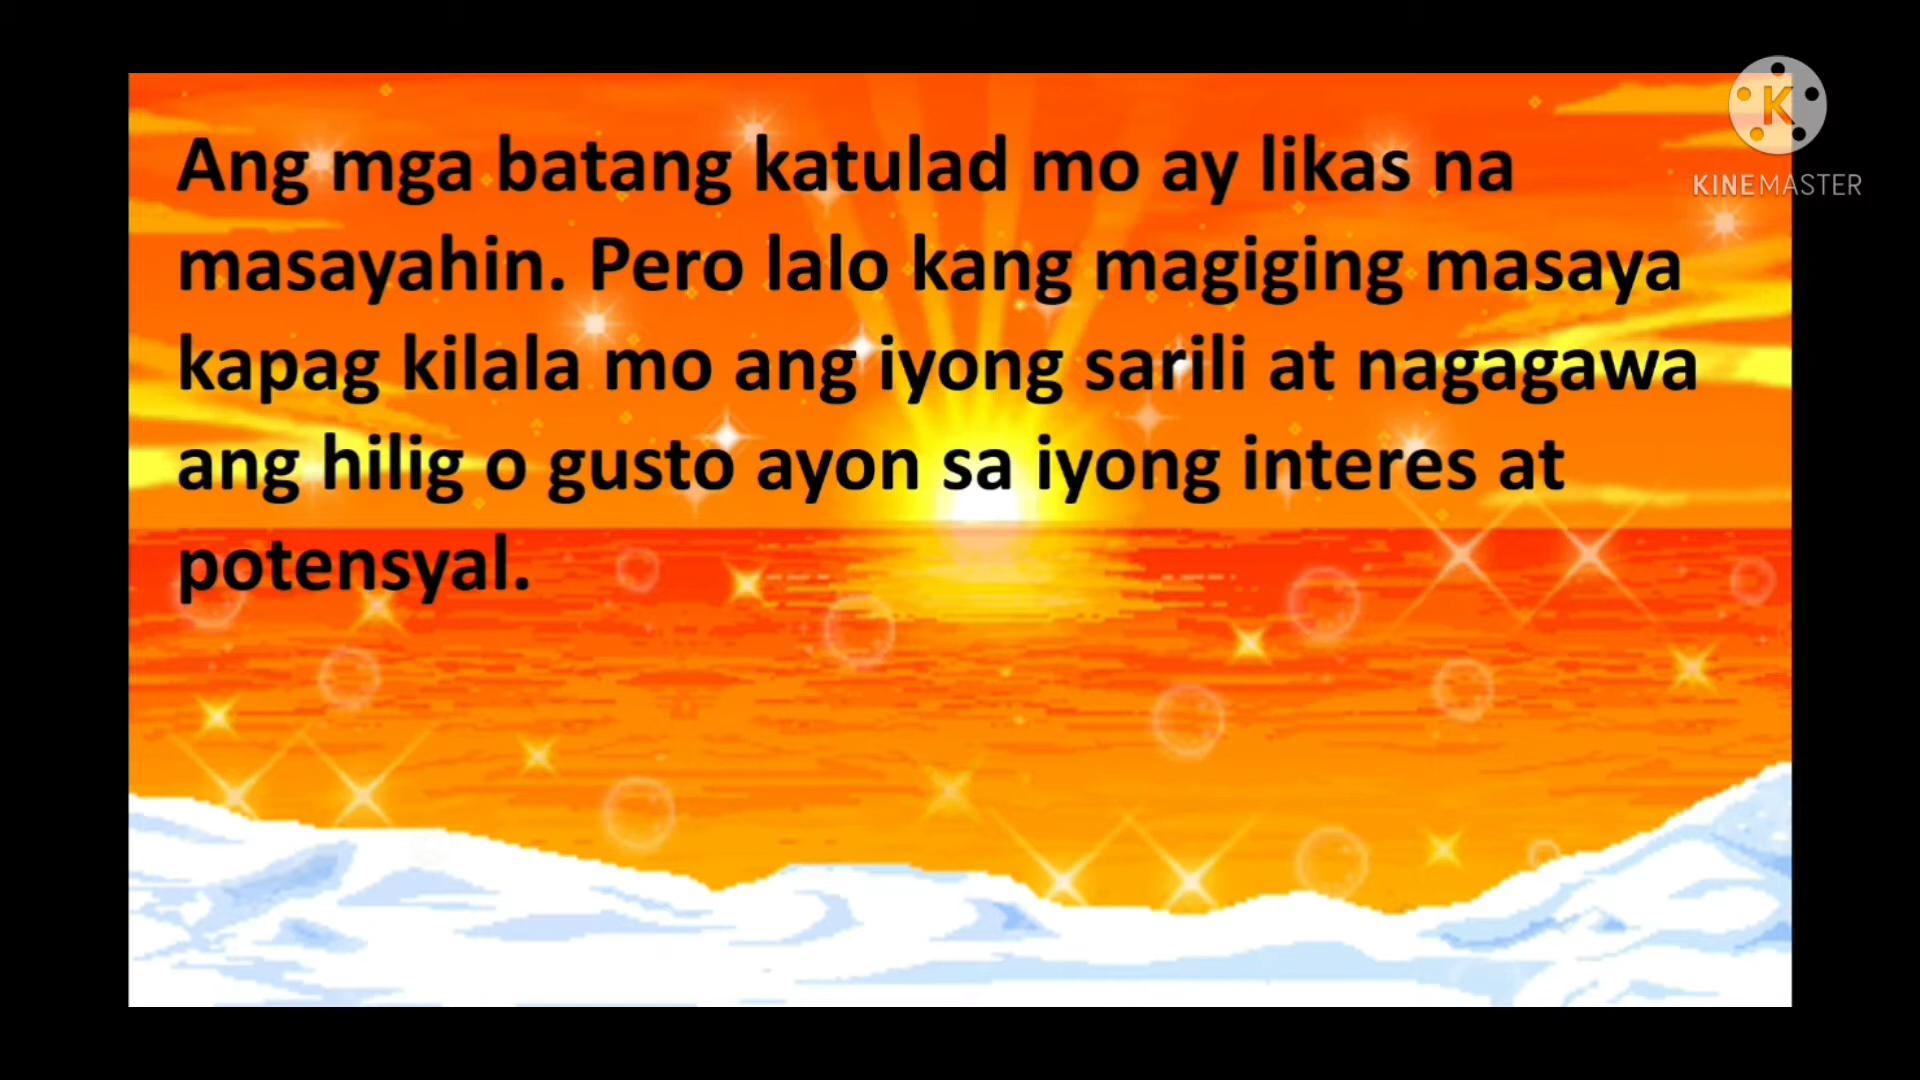 Ang mga batang katulad mo ay likas na
masayahin. Pero lalo kang magiging masaya
kapag kilala mo ang iyong sarili at nagagawa
ang hilig o gusto ayon sa iyong interes at
potensyal.
K
KINEMASTER